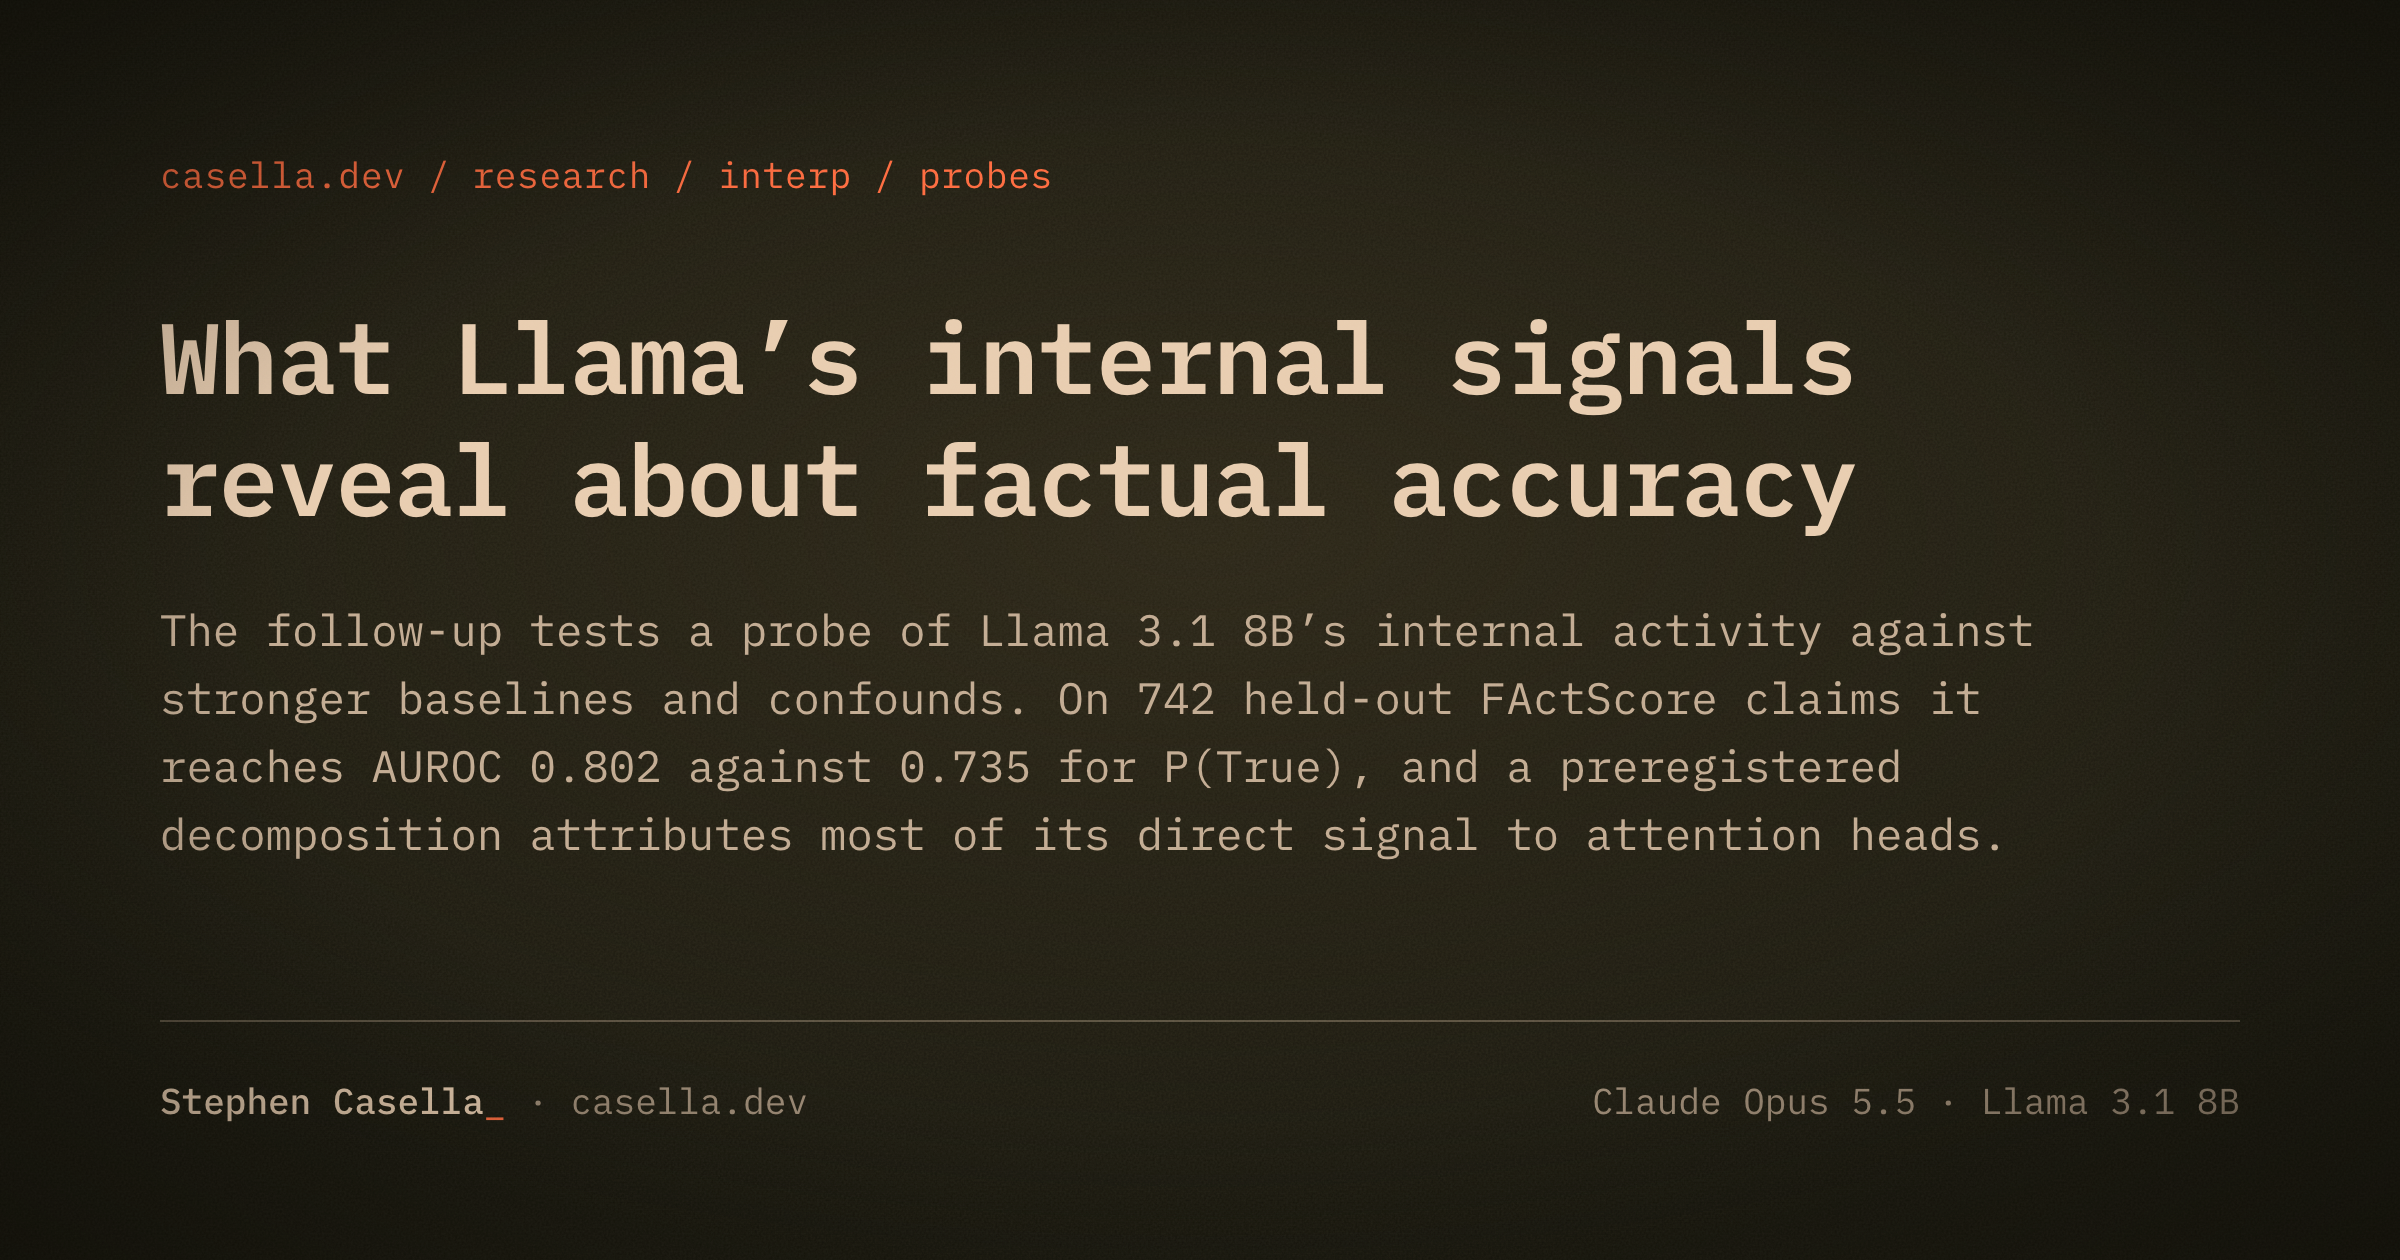 casella.dev / research / interp / probes
What Llama’s internal signals
reveal about factual accuracy
The follow-up tests a probe of Llama 3.1 8B’s internal activity against
stronger baselines and confounds. On 742 held-out FActScore claims it
reaches AUROC 0.802 against 0.735 for P(True), and a preregistered
decomposition attributes most of its direct signal to attention heads.
Stephen Casella_ · casella.dev
Claude Opus 5.5 · Llama 3.1 8B